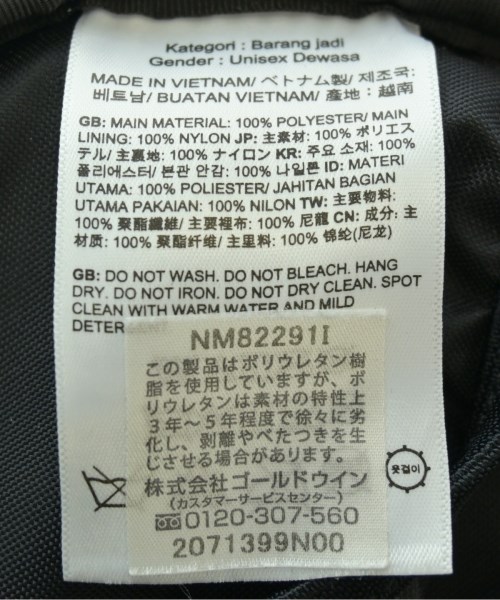 Kategori : Barang jadi
Gender : Unisex Dewasa
MADE IN VIETNAM/ ベトナム製/ 제조국:
베트남/ BUATAN VIETNAM/ 產地 : 越南
GB: MAIN MATERIAL: 100% POLYESTER/ MAIN
LINING: 100% NYLON JP: 主素材: 100% ポリエス
テル/ 主裏地: 100% ナイロン KR: 주요 소재: 100%
폴리에스터/ 본판 안감: 100% 나일론 ID: MATERI
UTAMA: 100% POLIESTER/ JAHITAN BAGIAN
UTAMA PAKAIAN: 100% NILON TW: 主要物料:
100% 聚酯纖維/ 主要裡布: 100% 尼龍 CN: 成分: 主
材质: 100% 聚酯纤维/ 主里料: 100% 锦纶(尼龙)
GB: DO NOT WASH. DO NOT BLEACH. HANG
DRY. DO NOT IRON. DO NOT DRY CLEAN. SPOT
CLEAN WITH WARM WATER AND MILD
DETER
NM82291I
この製品はポリウレタン樹
脂を使用していますが、ポ
リウレタンは素材の特性上
3年～5年程度で徐々に劣
化し、剥離やべたつきを生
じさせる場合があります。
株式会社ゴールドウイン
(カスタマーサービスセンター)
0120-307-560
2071399N00
옷걸이